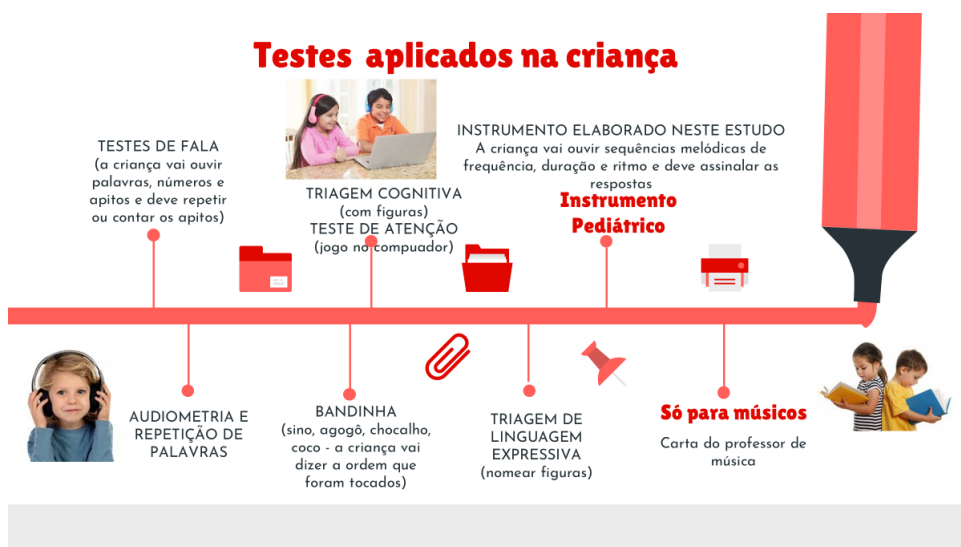 Testes aplicados na criança
TESTES DE FALA
(a criança vai ouvir
palavras, números e
apitos e deve repetir
ou contar os apitos)
TRIAGEM COGNITIVA
(com figuras)
TESTE DE ATENÇÃO
(jogo no compuador)
INSTRUMENTO ELABORADO NESTE ESTUDO
A criança vai ouvir sequências melódicas de
frequência, duração e ritmo e deve assinalar as
respostas
Instrumento
Pediátrico
AUDIOMETRIA E
REPETIÇÃO DE
PALAVRAS
BANDINHA
(sino, agogô, chocalho,
coco - a criança vai
dizer a ordem que
foram tocados)
TRIAGEM DE
LINGUAGEM
EXPRESSIVA
(nomear figuras)
Só para músicos
Carta do professor de
música